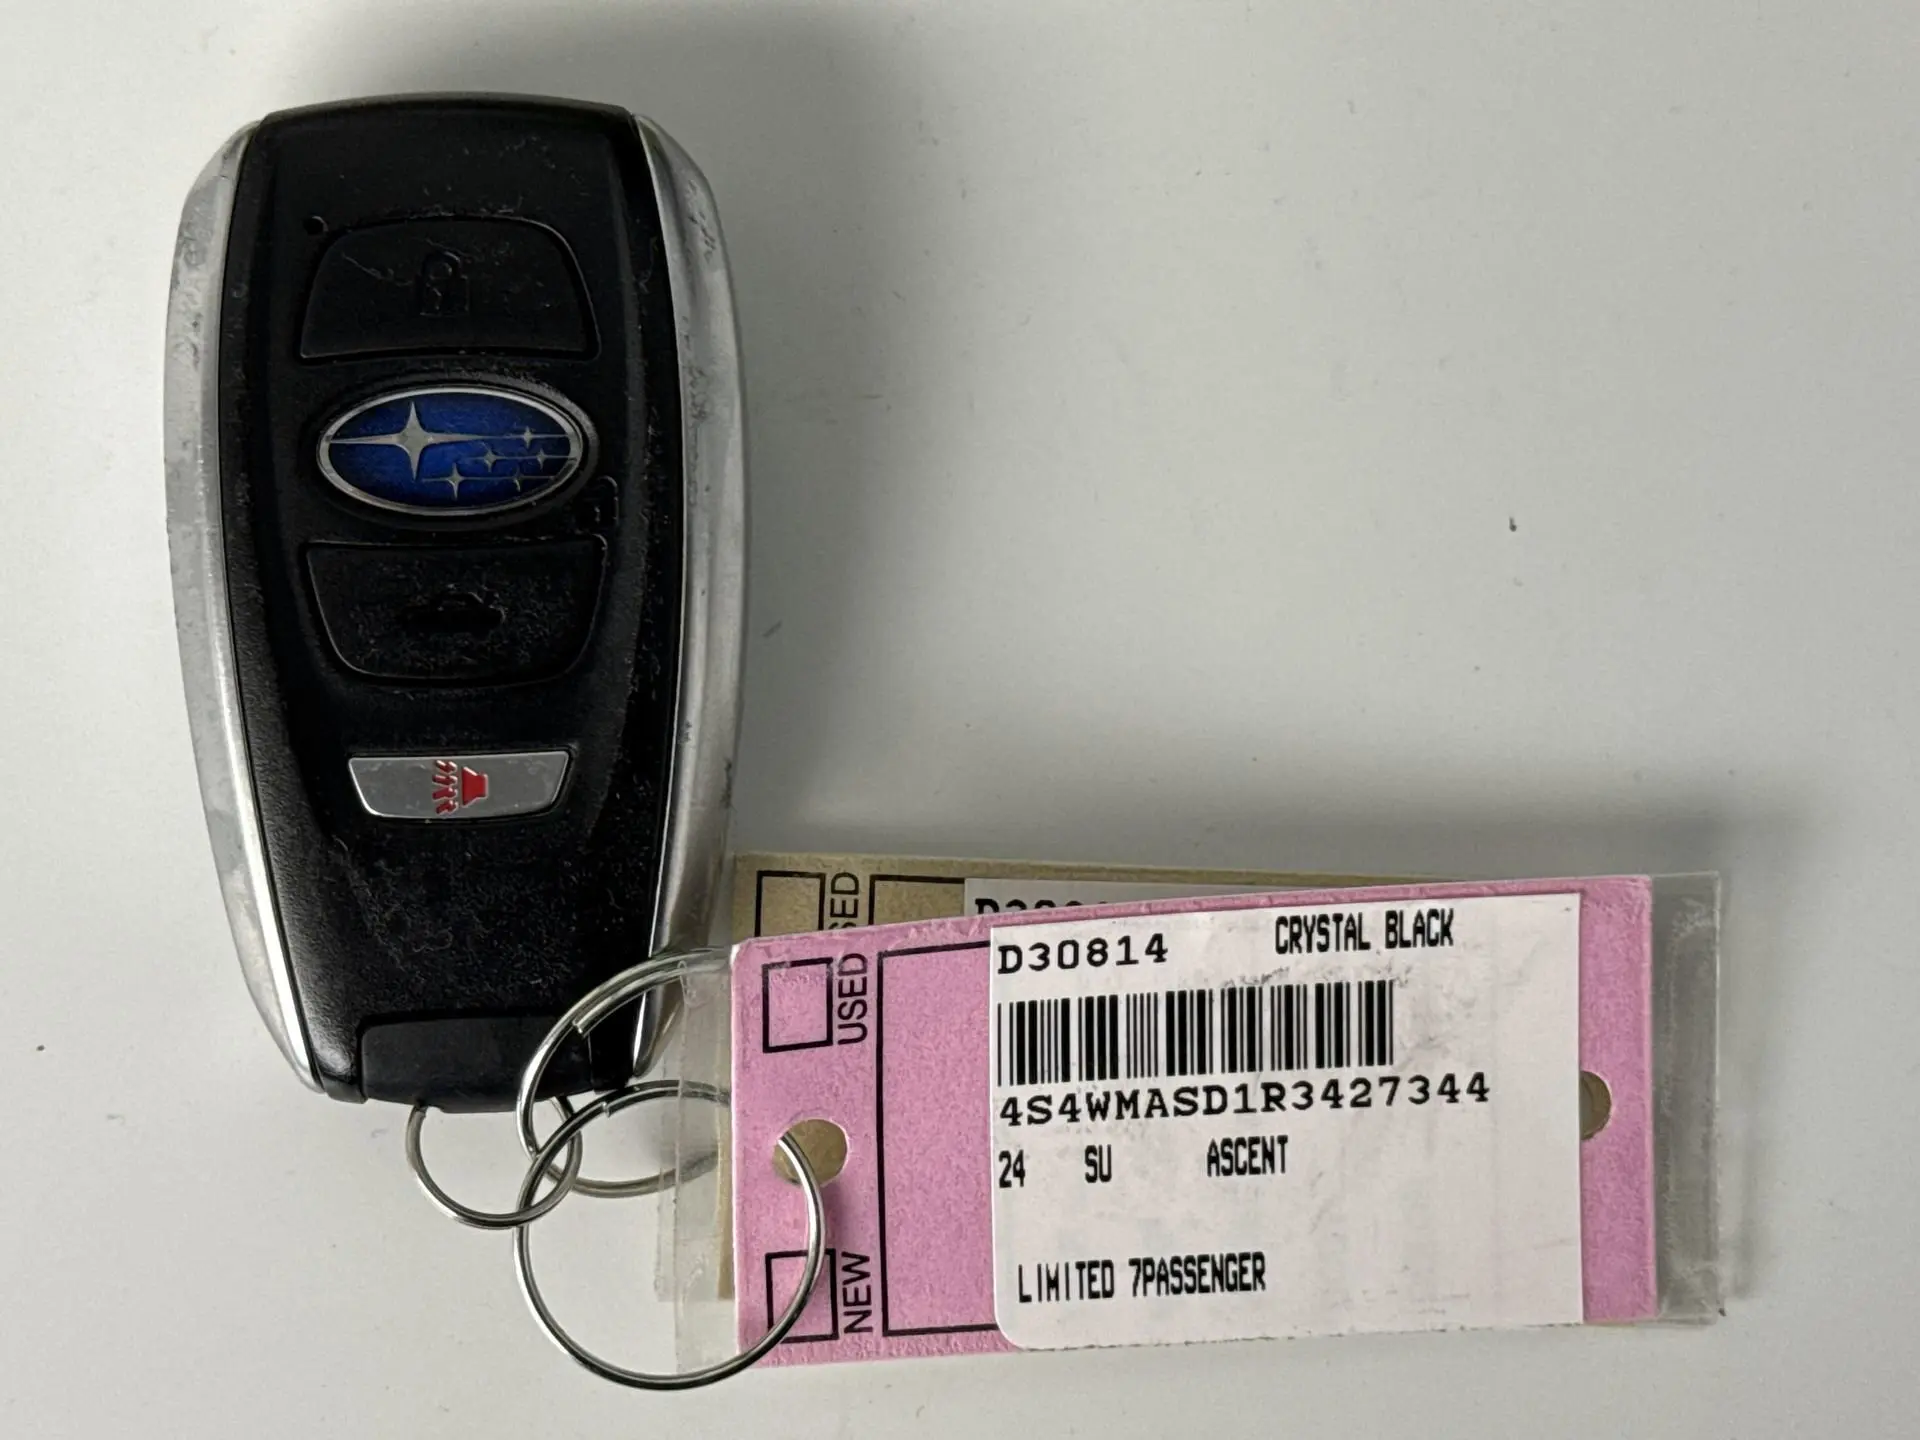 USED
D30814 CRYSTAL BLACK
4S4WMASD1R3427344
24 SU ASCENT
LIMITED 7PASSENGER
NEW